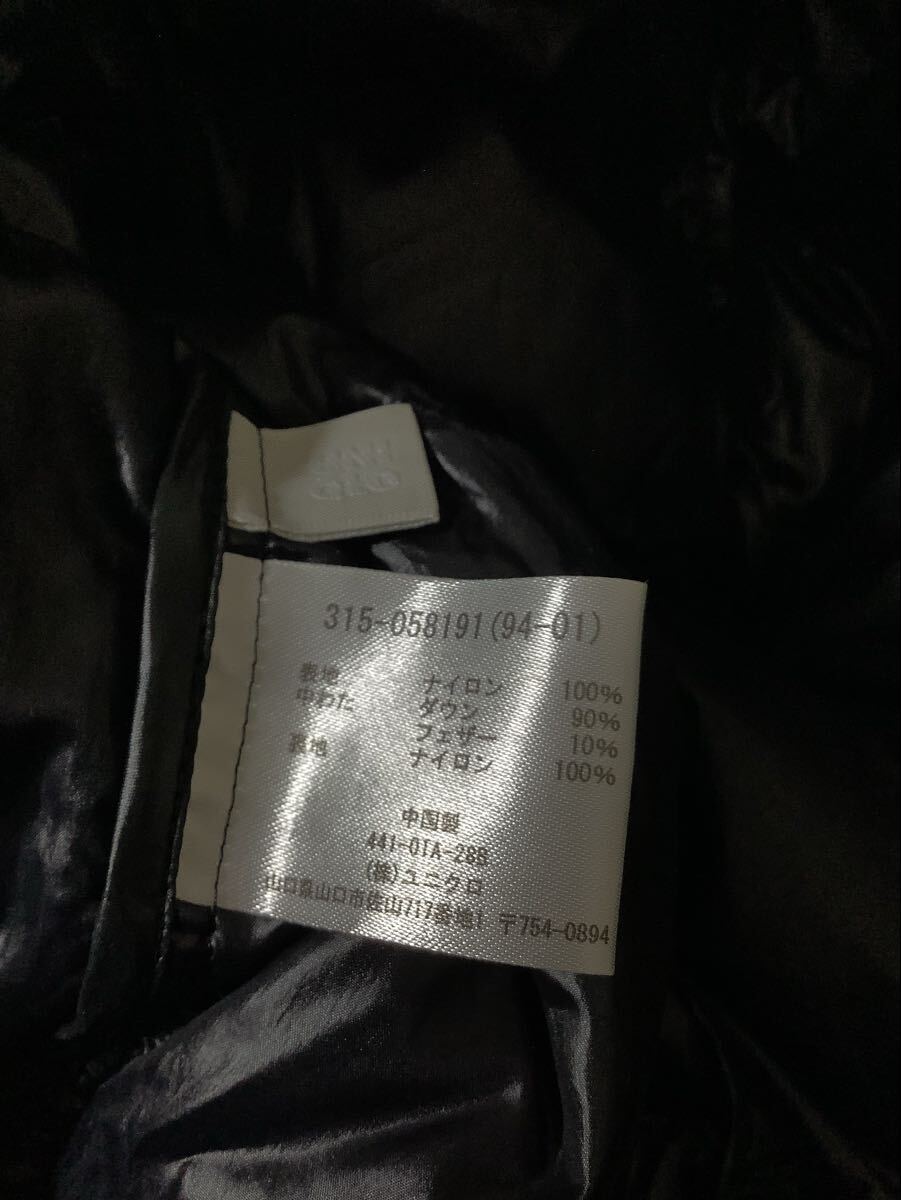 315-058191(94-01)
表地 ナイロン 100%
中わた ダウン 90%
フェザー 10%
裏地 ナイロン 100%
中国製
441-01A-28B
(株)ユニクロ
山口県山口市佐山717番地1 〒754-0894